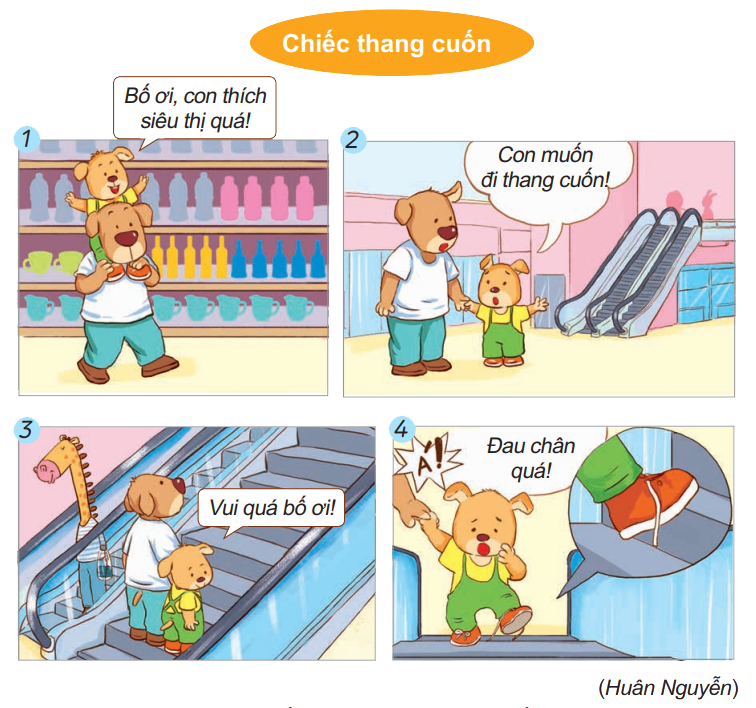 Chiếc thang cuốn
1
Bố ơi, con thích
siêu thị quá!
2
Con muốn
đi thang cuốn!
3
Vui quá bố ơi!
4
Á!
Đau chân
quá!
(Huân Nguyễn)